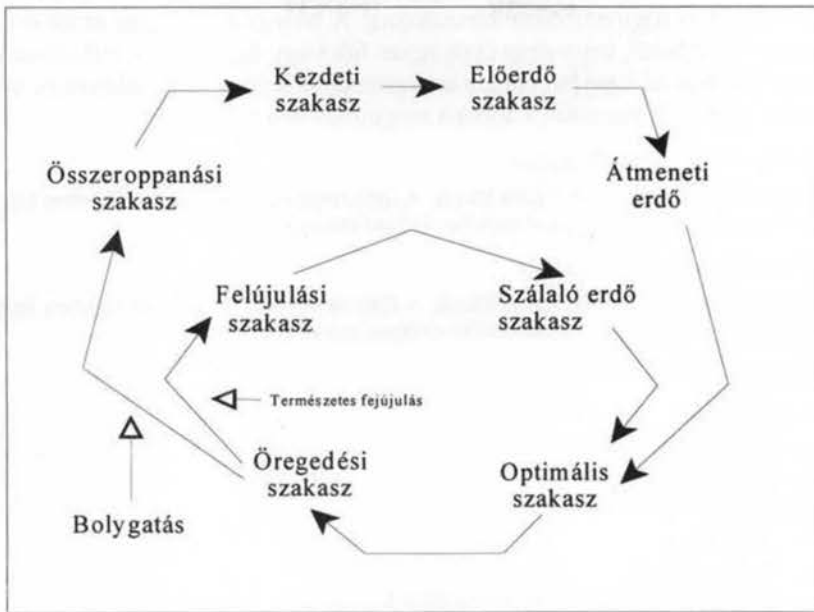 Kezdeti
szakasz
Előerdő
szakasz
Összeroppanási
szakasz
Átmeneti
erdő
Felújulási
szakasz
Szálaló erdő
szakasz
Természetes fejújulás
Öregedési
szakasz
Optimális
szakasz
Bolygatás